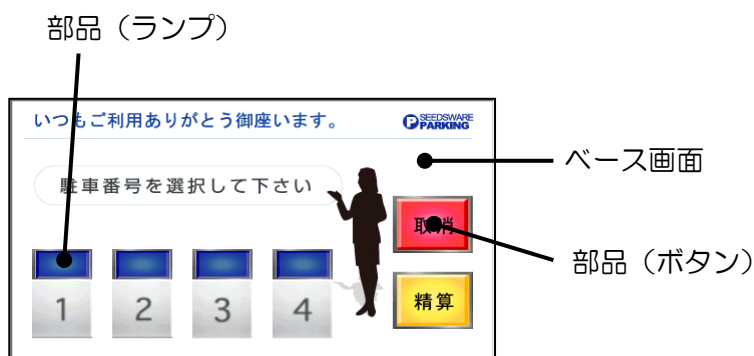 部品（ランプ）
いつもご利用ありがとう御座います。
SEEDSWARE
PARKING
ベース画面
駐車番号を選択して下さい
取消
部品（ボタン）
精算
1 2 3 4